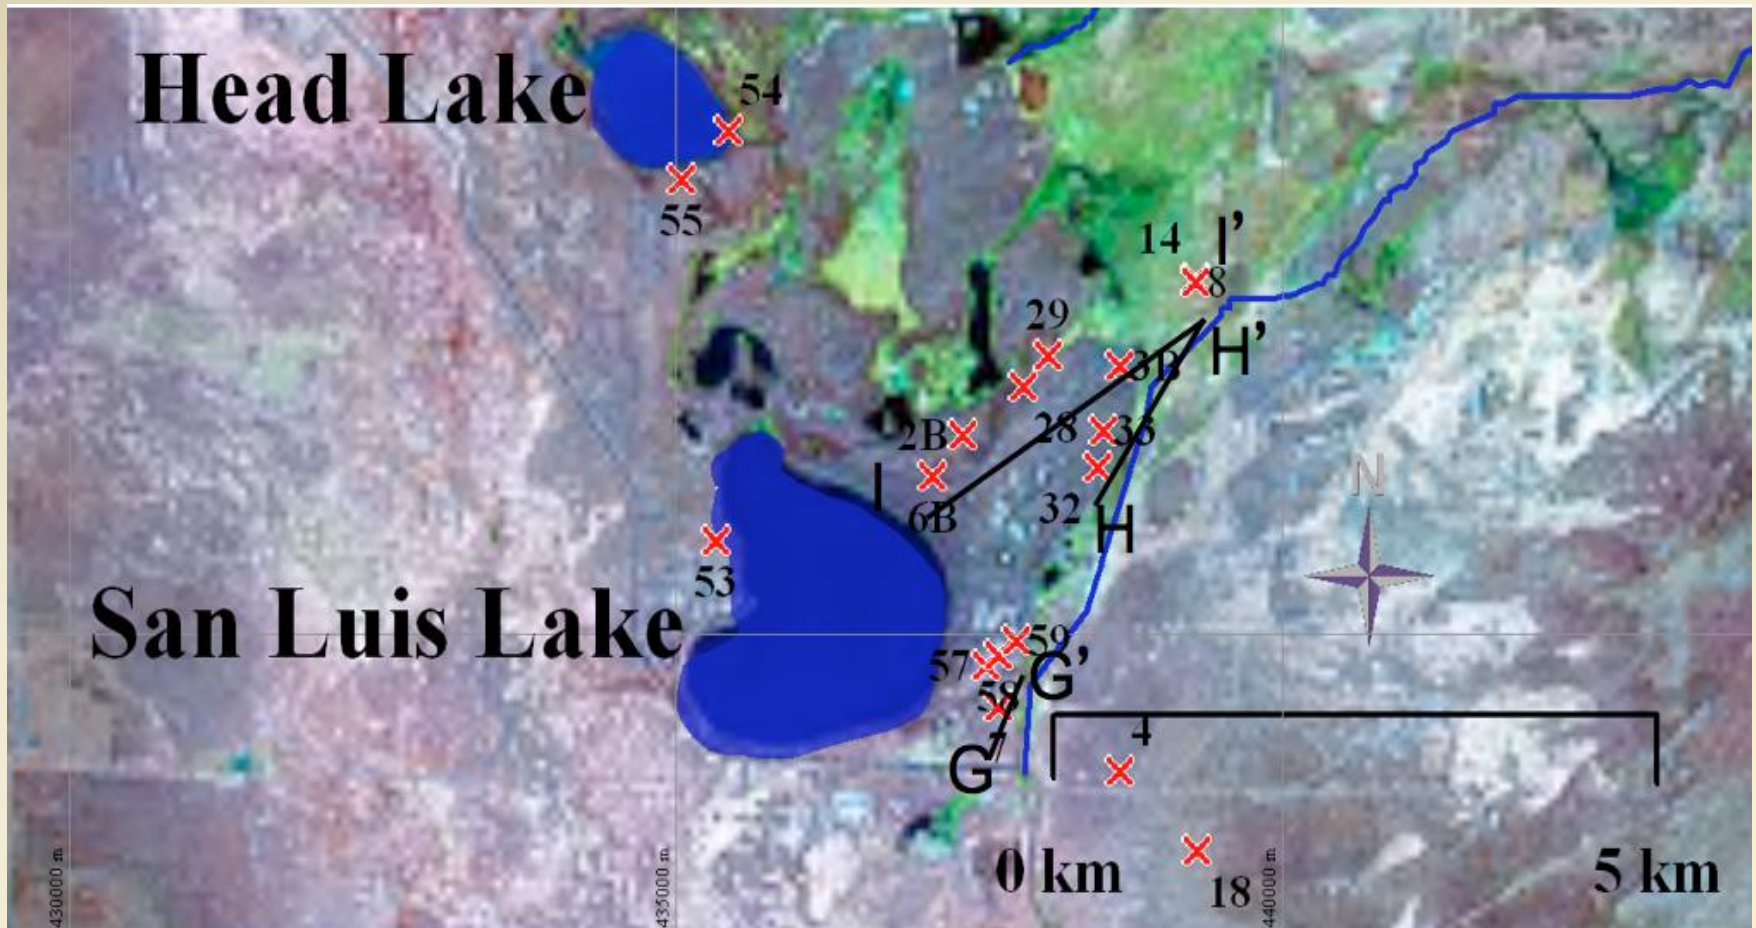 Head Lake
54
55
14
I’
8
29
H’
3B
2B
28
33
I
6B
32
H
N
53
San Luis Lake
59
57
G’
58
7
G
4
0 km
5 km
18
430000 m
435000 m
440000 m